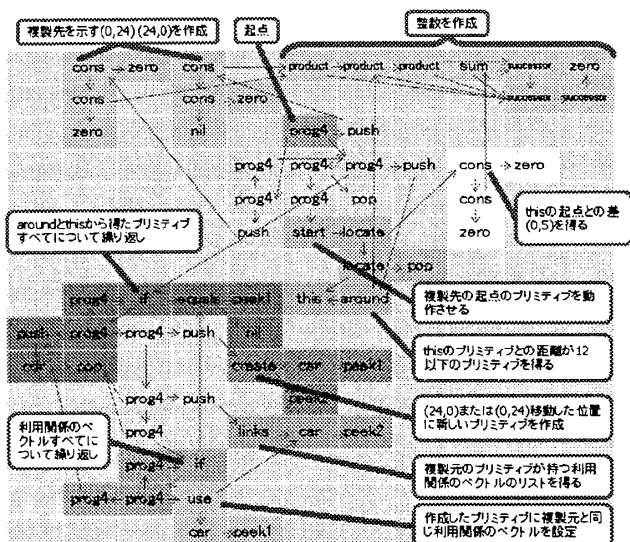 複製先を示す(0,24)(24,0)を作成
起点
整数を作成
cons zero cons product product product sum successor zero
cons cons zero successor successor
zero nil prog4 push
prog4 prog4 prog4 push cons zero
prog4 prog4 pop cons
push start locate zero
thisの起点との差
(0,5)を得る
aroundとthisから得たプリミティブ
すべてについて繰り返し
locate pop
prog4 if equals peek1 this around
複製先の起点のプリミティブを動
作させる
push prog4 prog4 push nil
car pop create car peek1
thisのプリミティブとの距離が12
以下のプリミティブを得る
prog4 push peek2
prog4 links car peek2
(24,0)または(0,24)移動した位置
に新しいプリミティブを作成
利用関係のベ
クトルすべてに
ついて繰り返し
prog4 if
複製元のプリミティブが持つ利用
関係のベクトルのリストを得る
prog4 prog4 use
car peek1
作成したプリミティブに複製元と同
じ利用関係のベクトルを設定